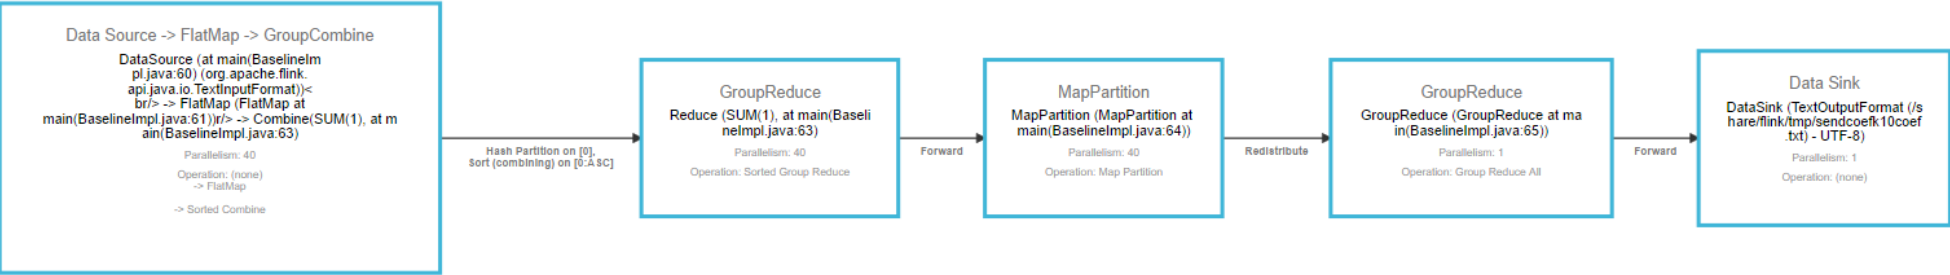 Data Source -> FlatMap -> GroupCombine
DataSource (at main(BaselineIm
pl.java:60) (org.apache.flink.
api.java.io.TextInputFormat))<
br/> -> FlatMap (FlatMap at
main(BaselineImpl.java:61))r/> -> Combine(SUM(1), at m
ain(BaselineImpl.java:63)
Parallelism: 40
Operation: (none)
-> FlatMap
-> Sorted Combine
Hash Partition on [0],
Sort (combining) on [0:ASC]
GroupReduce
Reduce (SUM(1), at main(Baseli
neImpl.java:63)
Parallelism: 40
Operation: Sorted Group Reduce
Forward
MapPartition
MapPartition (MapPartition at
main(BaselineImpl.java:64))
Parallelism: 40
Operation: Map Partition
Redistribute
GroupReduce
GroupReduce (GroupReduce at ma
in(BaselineImpl.java:65))
Parallelism: 1
Operation: Group Reduce All
Forward
Data Sink
DataSink (TextOutputFormat (/s
hare/flink/tmp/sendcoefk10coef
.txt) - UTF-8)
Parallelism: 1
Operation: (none)